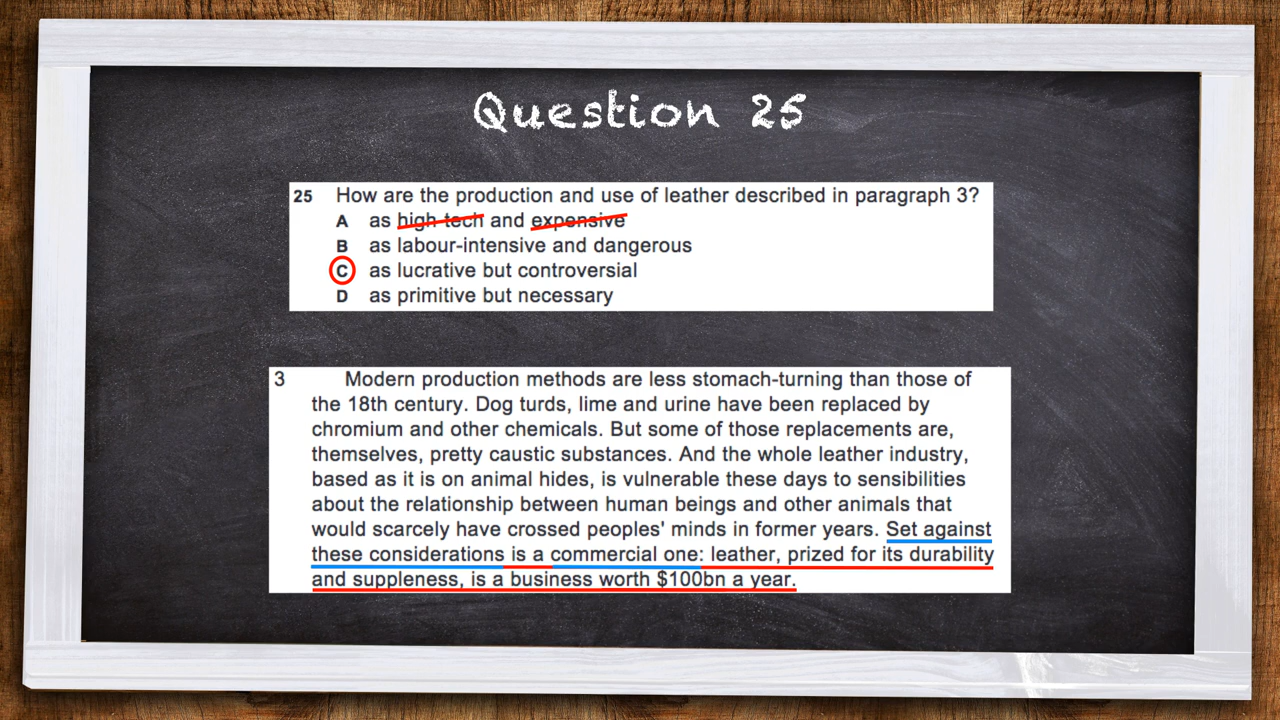 Question 25
25 How are the production and use of leather described in paragraph 3?
A as high-tech and expensive
B as labour-intensive and dangerous
C as lucrative but controversial
D as primitive but necessary
3 Modern production methods are less stomach-turning than those of
the 18th century. Dog turds, lime and urine have been replaced by
chromium and other chemicals. But some of those replacements are,
themselves, pretty caustic substances. And the whole leather industry,
based as it is on animal hides, is vulnerable these days to sensibilities
about the relationship between human beings and other animals that
would scarcely have crossed peoples' minds in former years. Set against
these considerations is a commercial one: leather, prized for its durability
and suppleness, is a business worth $100bn a year.